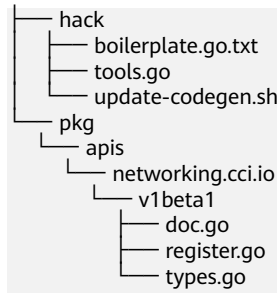 hack
boilerplate.go.txt
tools.go
update-codegen.sh
pkg
apis
networking.cci.io
v1beta1
doc.go
register.go
types.go